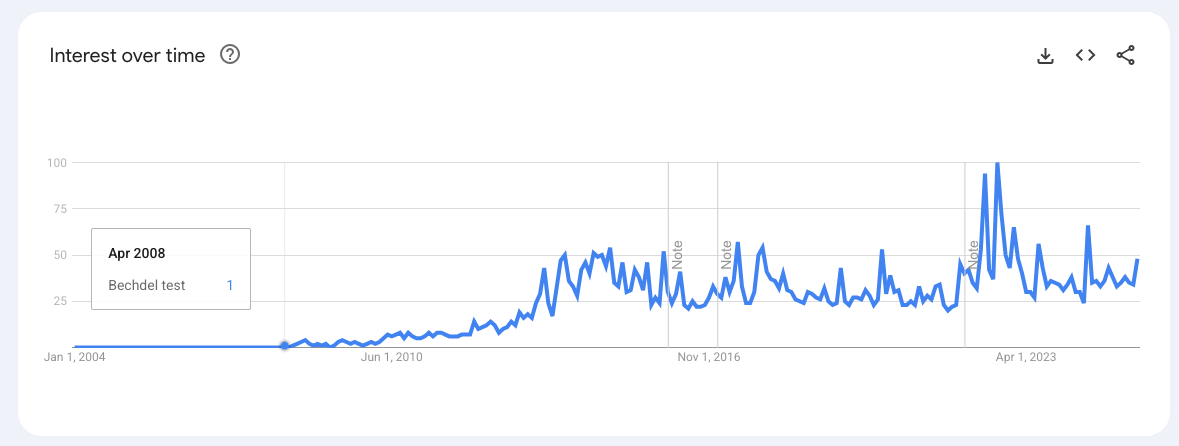 Interest over time
100
75
50
25
Apr 2008
Bechdel test 1
Note
Note
Note
Jan 1, 2004
Jun 1, 2010
Nov 1, 2016
Apr 1, 2023